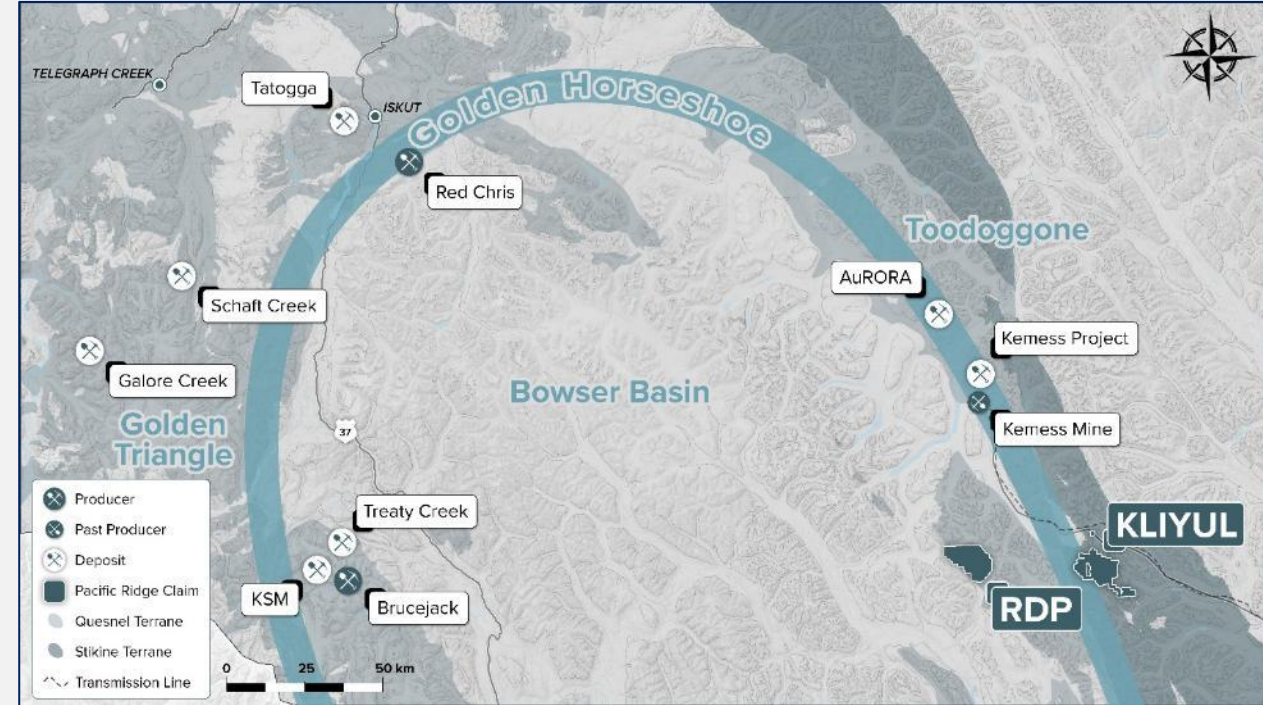 TELEGRAPH CREEK
Tatogga
ISKUT
Golden Horseshoe
Red Chris
Toodoggone
AuRORA
Schaft Creek
Kemess Project
Galore Creek
Bowser Basin
Kemess Mine
Golden
Triangle
37
Treaty Creek
KLIYUL
KSM
Brucejack
RDP
Producer
Past Producer
Deposit
Pacific Ridge Claim
Quesnel Terrane
Stikine Terrane
Transmission Line
0 25 50 km